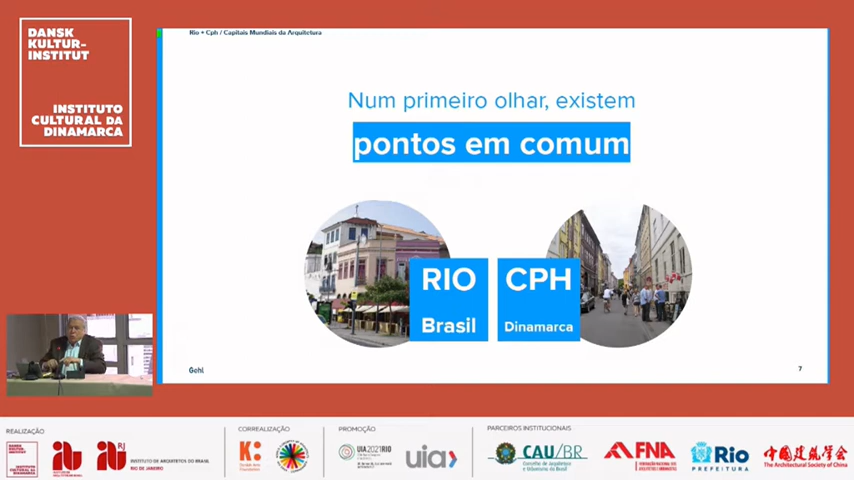 DANSK
KULTUR-
INSTITUT
INSTITUTO
CULTURAL DA
DINAMARCA
Rio + Cph / Capitais Mundiais da Arquitetura
Num primeiro olhar, existem
pontos em comum
RIO
Brasil
CPH
Dinamarca
Gehl
7
REALIZAÇÃO
INSTITUTO DE ARQUITETOS DO BRASIL
RIO DE JANEIRO
RJ
CORREALIZAÇÃO
K:
PROMOÇÃO
UIA2021RIO
uia
PARCEIROS INSTITUCIONAIS
CAU/BR
Conselho de Arquitetura
e Urbanismo do Brasil
FNA
Rio
PREFEITURA
中国建筑学会
The Architectural Society of China